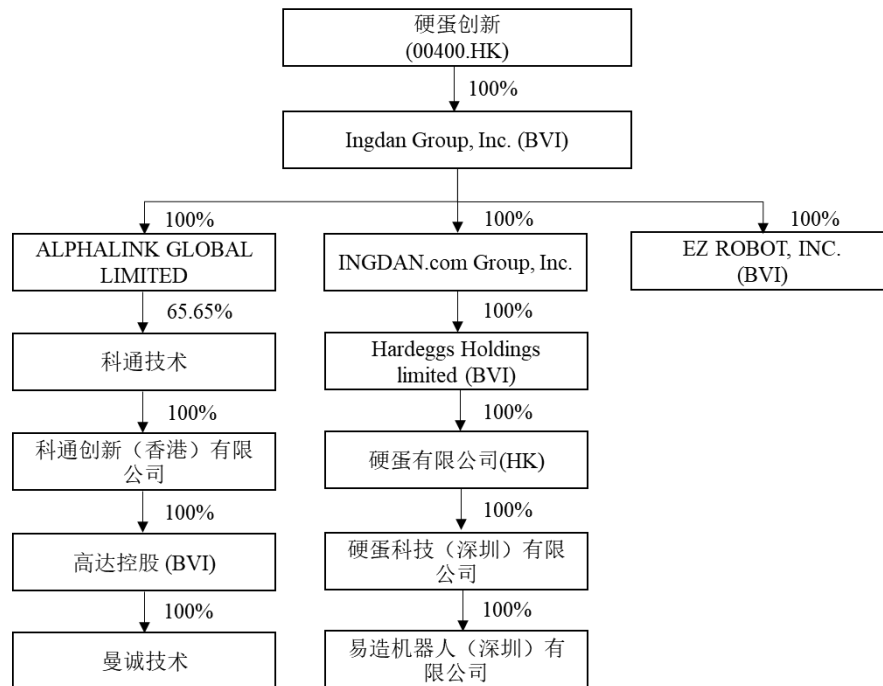 硬蛋创新
(00400.HK)
100%
Ingdan Group, Inc. (BVI)
100%
100%
100%
ALPHALINK GLOBAL
LIMITED
INGDAN.com Group, Inc.
EZ ROBOT, INC.
(BVI)
65.65%
100%
科通技术
Hardeggs Holdings
limited (BVI)
100%
100%
科通创新（香港）有限
公司
硬蛋有限公司(HK)
100%
100%
高达控股 (BVI)
硬蛋科技（深圳）有限
公司
100%
100%
曼诚技术
易造机器人（深圳）有
限公司